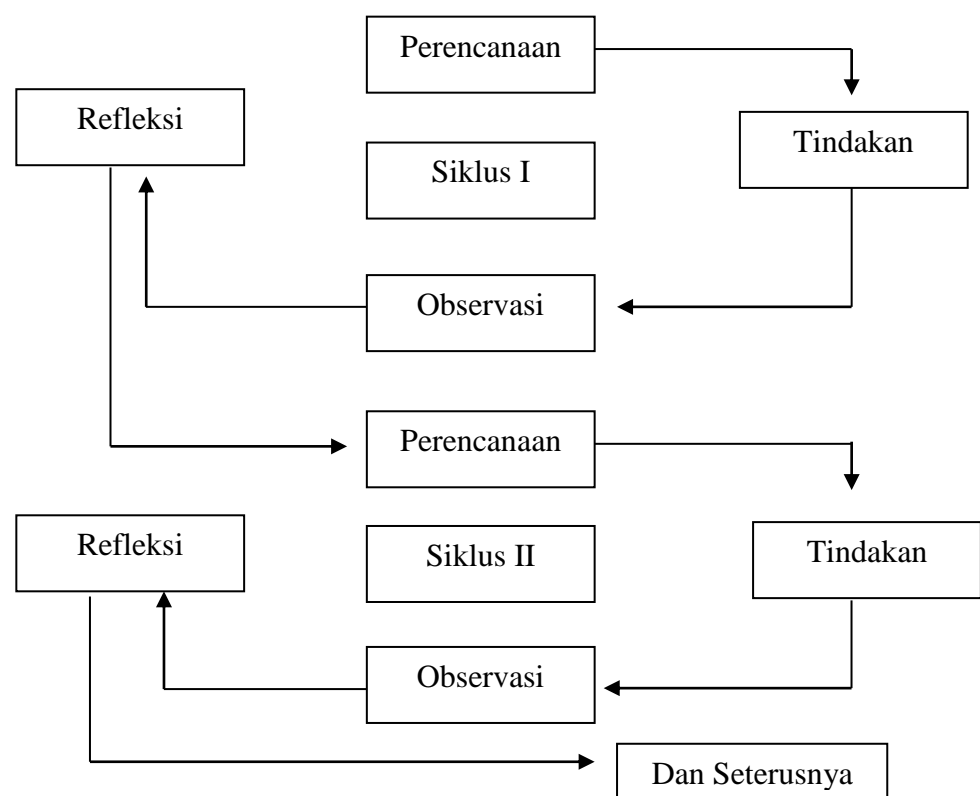 Perencanaan
Refleksi
Tindakan
Siklus I
Observasi
Perencanaan
Refleksi
Siklus II
Tindakan
Observasi
Dan Seterusnya